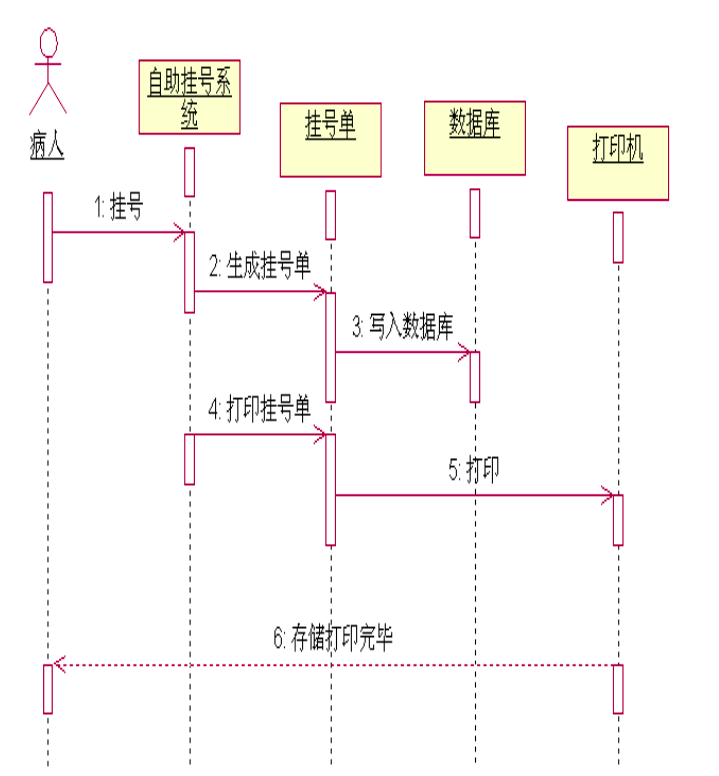 自助挂号系
统
挂号单
数据库
打印机
病人
1: 挂号
2: 生成挂号单
3: 写入数据库
4: 打印挂号单
5: 打印
6: 存储打印完毕